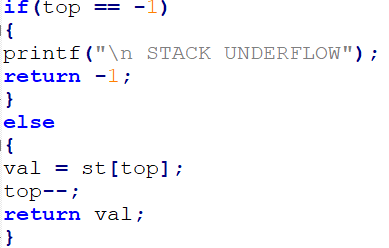 if(top == -1)
{
printf("\n STACK UNDERFLOW");
return -1;
}
else
{
val = st[top];
top--;
return val;
}